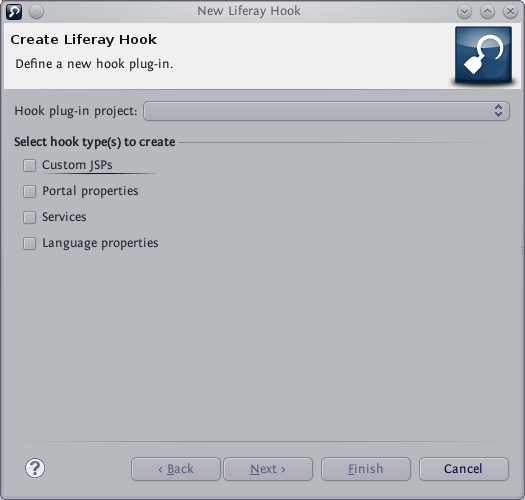 New Liferay Hook
Create Liferay Hook
Define a new hook plug-in.
Hook plug-in project:
Select hook type(s) to create
Custom JSPs
Portal properties
Services
Language properties
? < Back Next > Finish Cancel